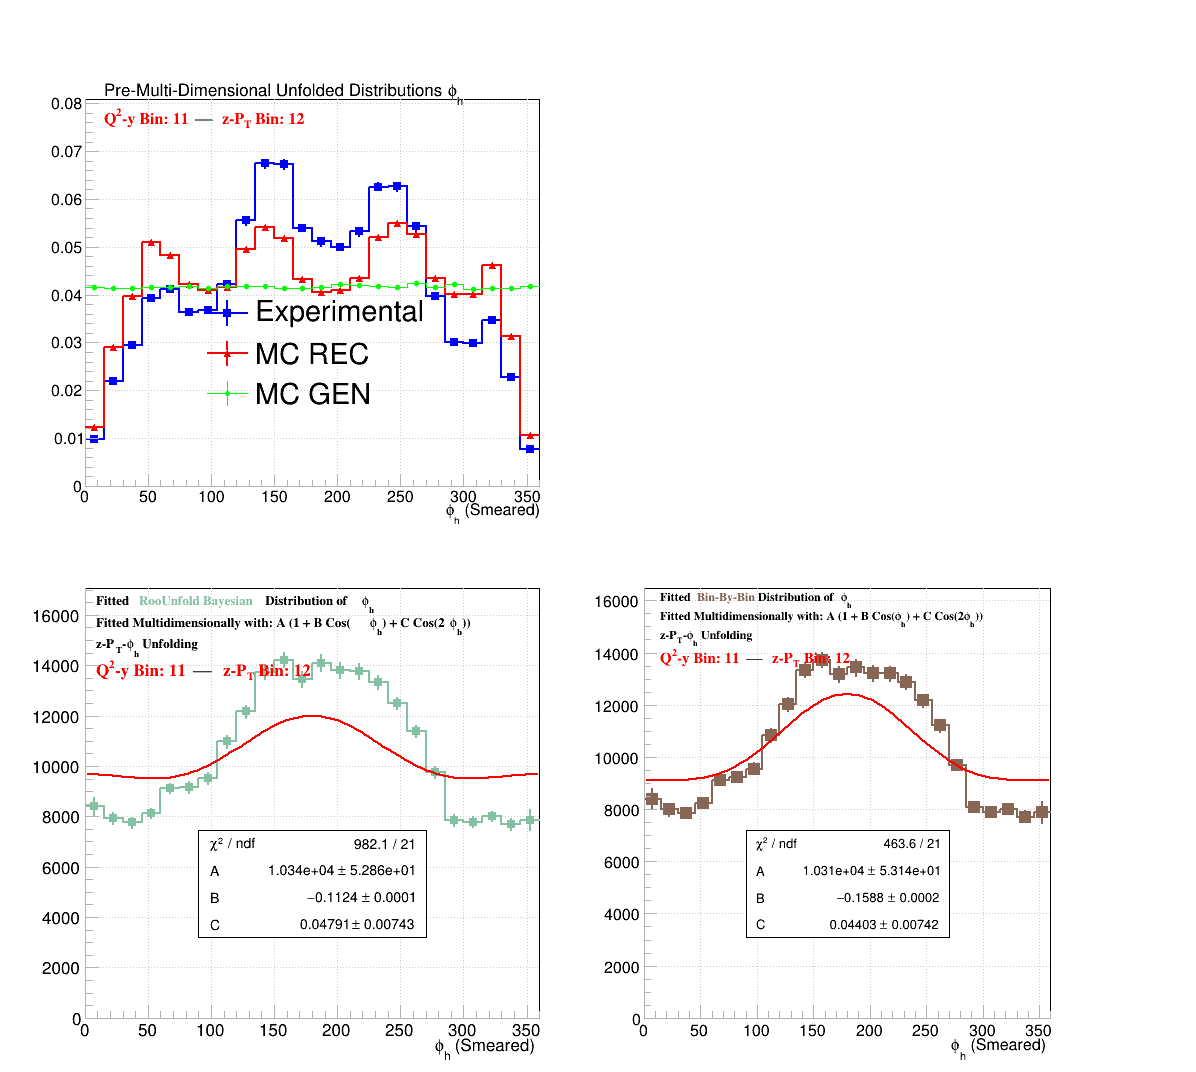 Pre-Multi-Dimensional Unfolded Distributions ϕh
Q²-y Bin: 11 — z-PT Bin: 12
0.08
0.07
0.06
0.05
0.04
0.03
0.02
0.01
0
Experimental
MC REC
MC GEN
0 50 100 150 200 250 300 350
ϕh (Smeared)
Fitted RooUnfold Bayesian Distribution of ϕh
Fitted Multidimensionally with: A (1 + B Cos( ϕh) + C Cos(2 ϕh))
z-PT-ϕh Unfolding
Q²-y Bin: 11 — z-PT Bin: 12
16000
14000
12000
10000
8000
6000
4000
2000
0
χ² / ndf 982.1 / 21
A 1.034e+04 ± 5.286e+01
B −0.1124 ± 0.0001
C 0.04791 ± 0.00743
0 50 100 150 200 250 300 350
ϕh (Smeared)
Fitted Bin-By-Bin Distribution of ϕh
Fitted Multidimensionally with: A (1 + B Cos(ϕh) + C Cos(2ϕh))
z-PT-ϕh Unfolding
Q²-y Bin: 11 — z-PT Bin: 12
16000
14000
12000
10000
8000
6000
4000
2000
0
χ² / ndf 463.6 / 21
A 1.031e+04 ± 5.314e+01
B −0.1588 ± 0.0002
C 0.04403 ± 0.00742
0 50 100 150 200 250 300 350
ϕh (Smeared)